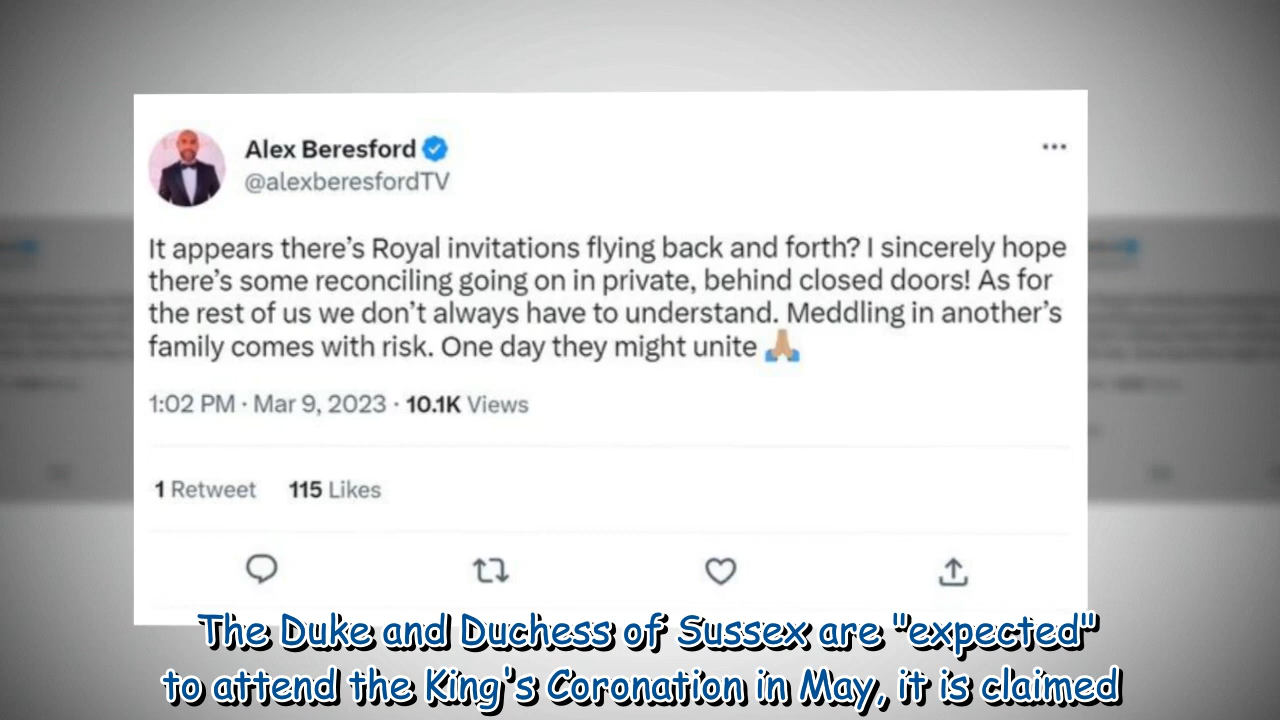 Alex Beresford
@alexberesfordTV
It appears there’s Royal invitations flying back and forth? I sincerely hope
there’s some reconciling going on in private, behind closed doors! As for
the rest of us we don’t always have to understand. Meddling in another’s
family comes with risk. One day they might unite 🙏🏽
1:02 PM · Mar 9, 2023 · 10.1K Views
1 Retweet 115 Likes
The Duke and Duchess of Sussex are "expected"
to attend the King's Coronation in May, it is claimed